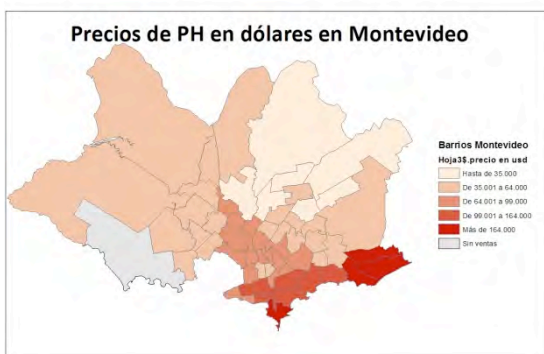 Precios de PH en dólares en Montevideo
Barrios Montevideo
Hoja3$.precio en usd
Hasta de 35.000
De 35.001 a 64.000
De 64.001 a 99.000
De 99.001 a 164.000
Más de 164.000
Sin ventas